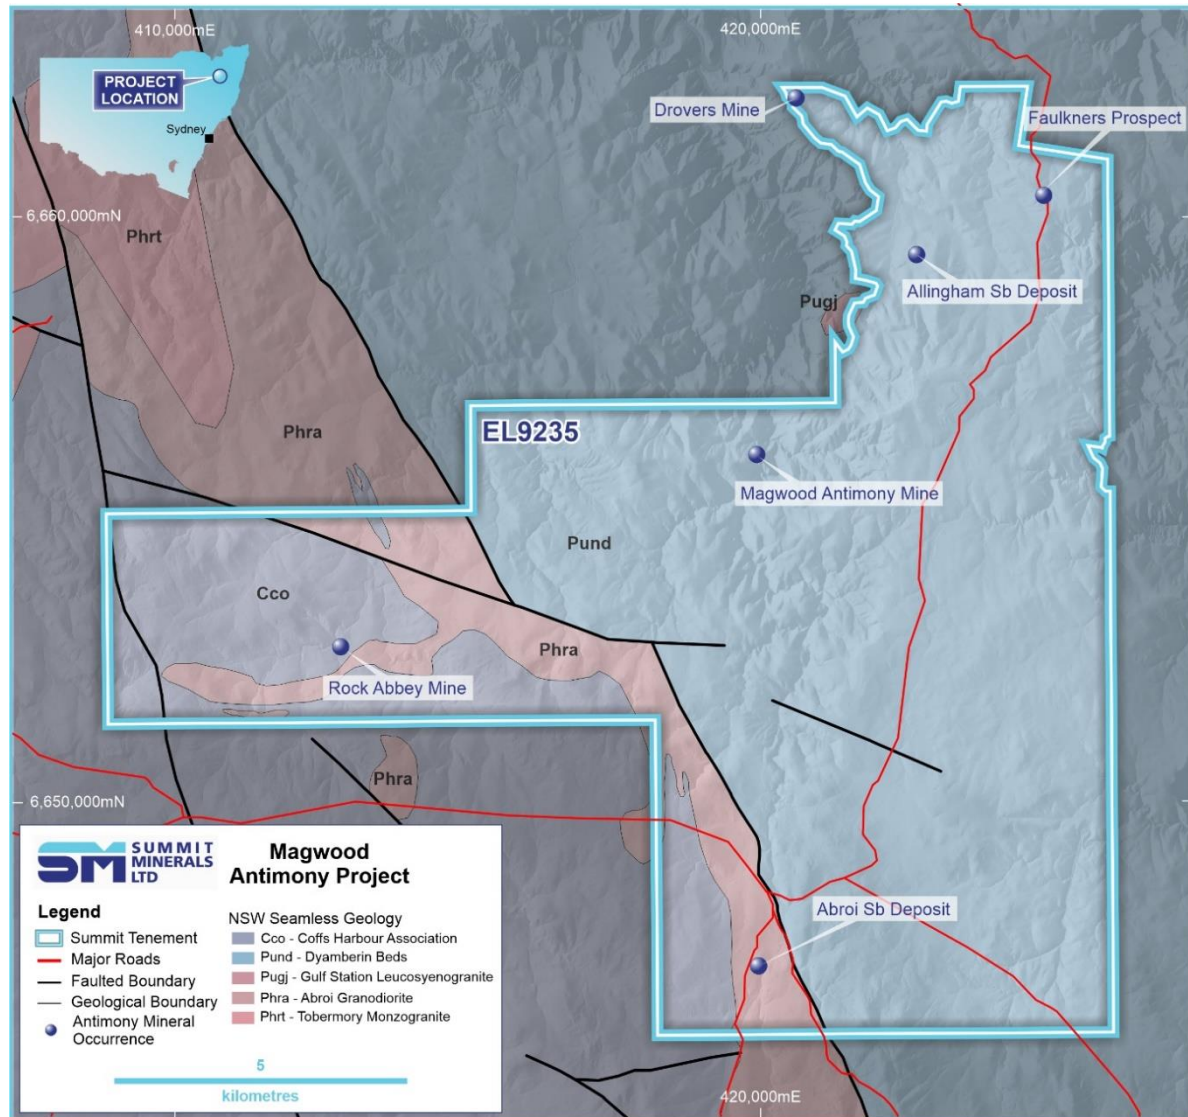 410,000mE
420,000mE
PROJECT
LOCATION
Sydney
Drovers Mine
Faulkners Prospect
6,660,000mN
Phrt
Allingham Sb Deposit
Pugj
Phra
EL9235
Magwood Antimony Mine
Pund
Cco
Phra
Rock Abbey Mine
Phra
6,650,000mN
Abroi Sb Deposit
SM SUMMIT
MINERALS
LTD
Magwood
Antimony Project
Legend
Summit Tenement
Major Roads
Faulted Boundary
Geological Boundary
Antimony Mineral
Occurrence
NSW Seamless Geology
Cco - Coffs Harbour Association
Pund - Dyamberin Beds
Pugj - Gulf Station Leucosyenogranite
Phra - Abroi Granodiorite
Phrt - Tobermory Monzogranite
5
kilometres
420,000mE